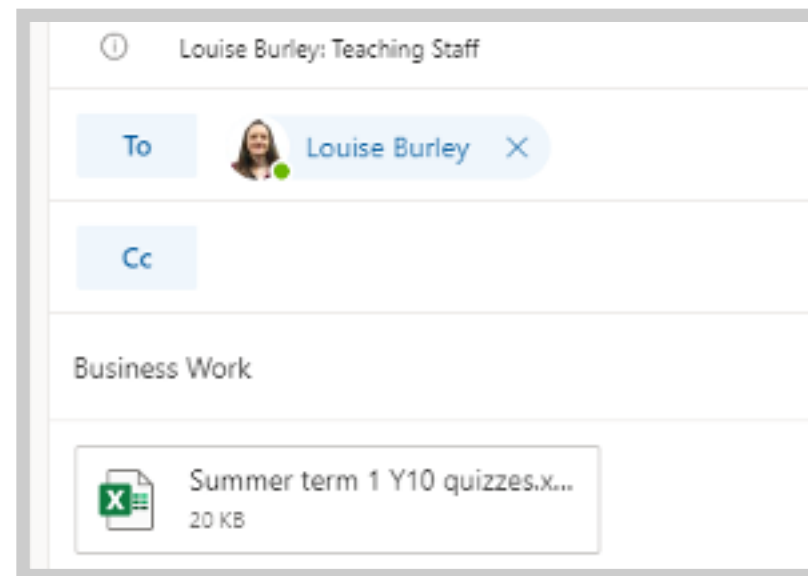 Louise Burley: Teaching Staff
To Louise Burley
Cc
Business Work
Summer term 1 Y10 quizzes.x...
20 KB